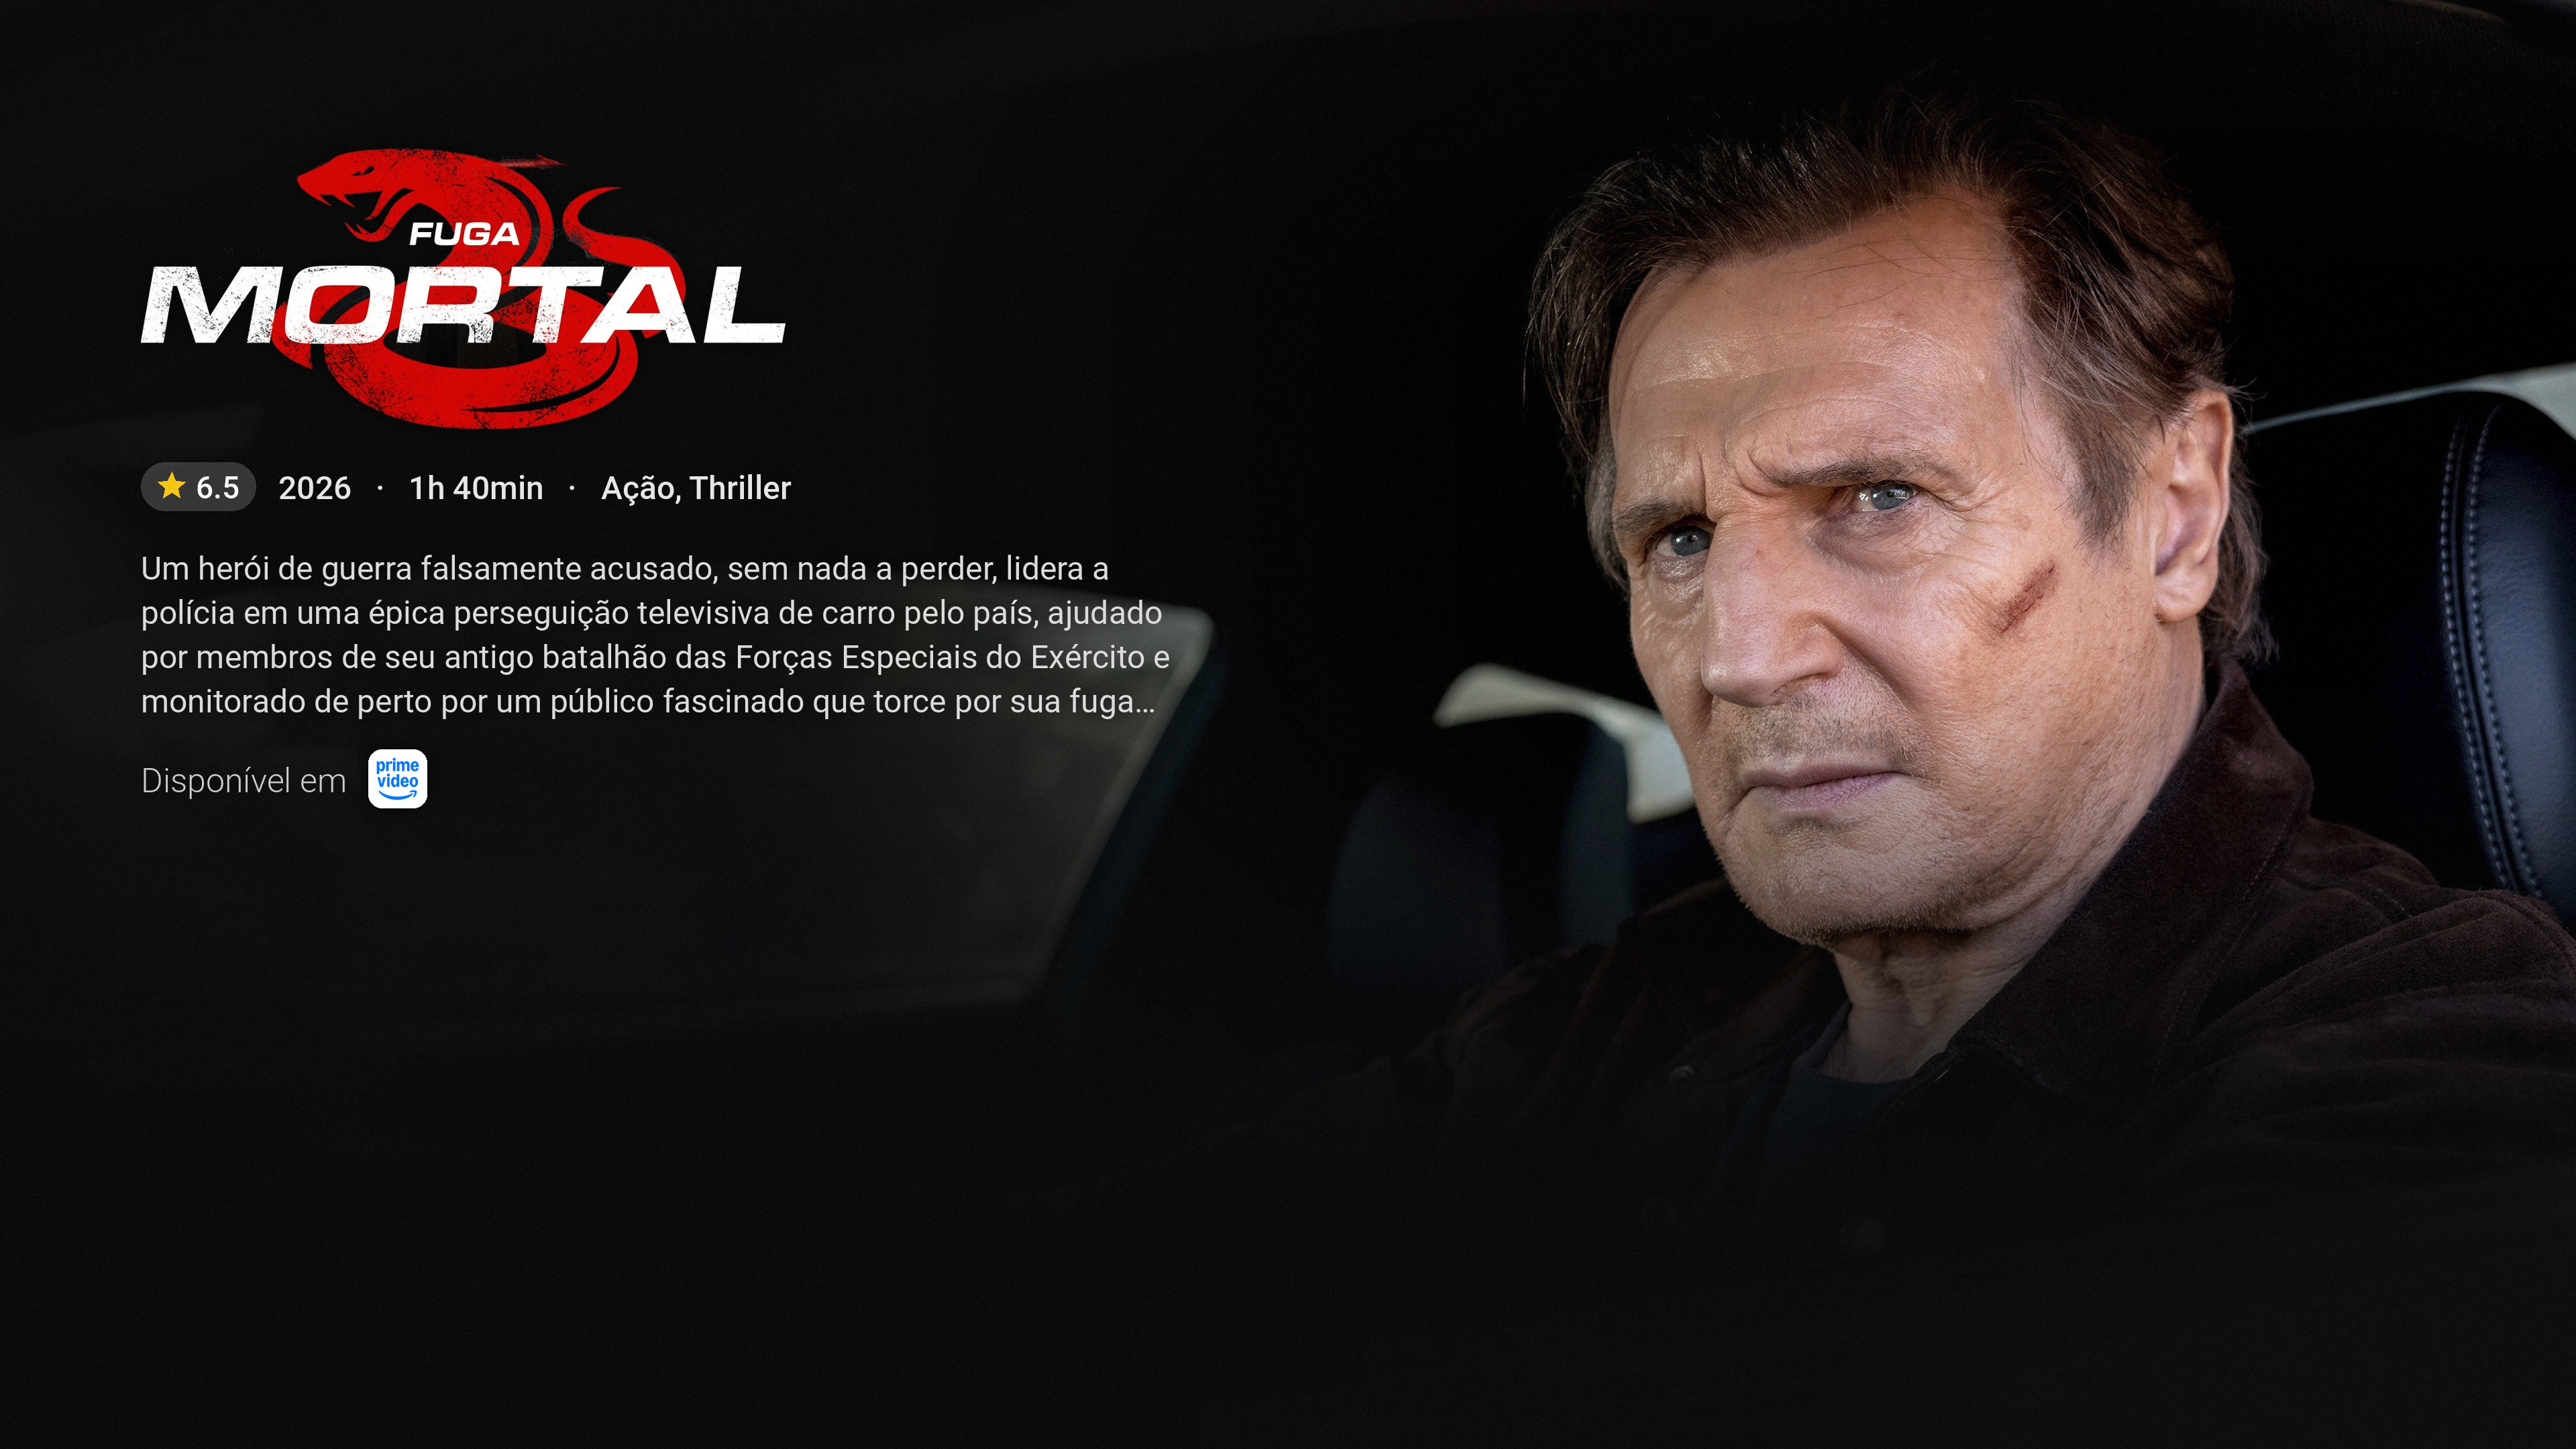 FUGA
MORTAL
6.5 2026 · 1h 40min · Ação, Thriller
Um herói de guerra falsamente acusado, sem nada a perder, lidera a
polícia em uma épica perseguição televisiva de carro pelo país, ajudado
por membros de seu antigo batalhão das Forças Especiais do Exército e
monitorado de perto por um público fascinado que torce por sua fuga…
Disponível em
prime
video